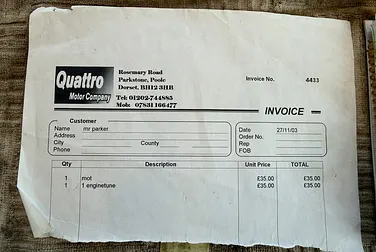 Quattro
Motor Company
Rosemary Road
Parkstone, Poole
Dorset. BH12 3HB
Tel: 01202-744885
Mob: 07831166477
Invoice No. 4433
INVOICE
Customer
Name mr parker
Address
City County
Phone
Date 27/11/03
Order No.
Rep
FOB
Qty Description Unit Price TOTAL
1 mot £35.00 £35.00
1 1 enginetune £35.00 £35.00